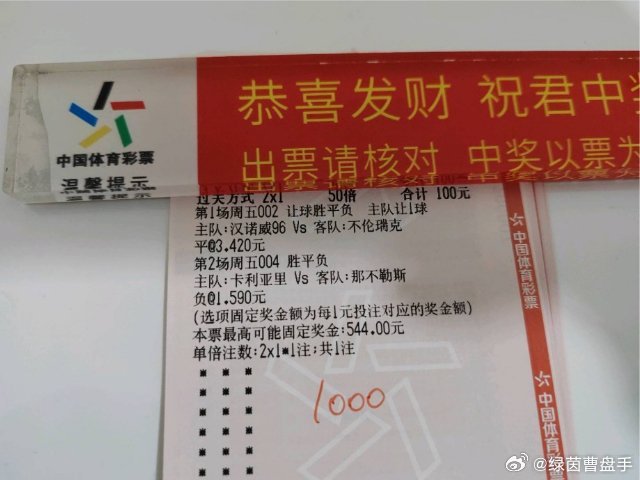 恭喜发财 祝君中奖
出票请核对 中奖以票为
中国体育彩票
温馨提示
过关方式 2x1 50倍 合计 100元
第1场周五002 让球胜平负 主队让1球
主队:汉诺威96 Vs 客队:不伦瑞克
平@3.420元
第2场周五004 胜平负
主队:卡利亚里 Vs 客队:那不勒斯
负@1.590元
(选项固定奖金额为每1元投注对应的奖金额)
本票最高可能固定奖金:544.00元
单倍注数:2x1*1注;共1注
1000
中国体育彩票
中国体育彩票
@绿茵曹盘手